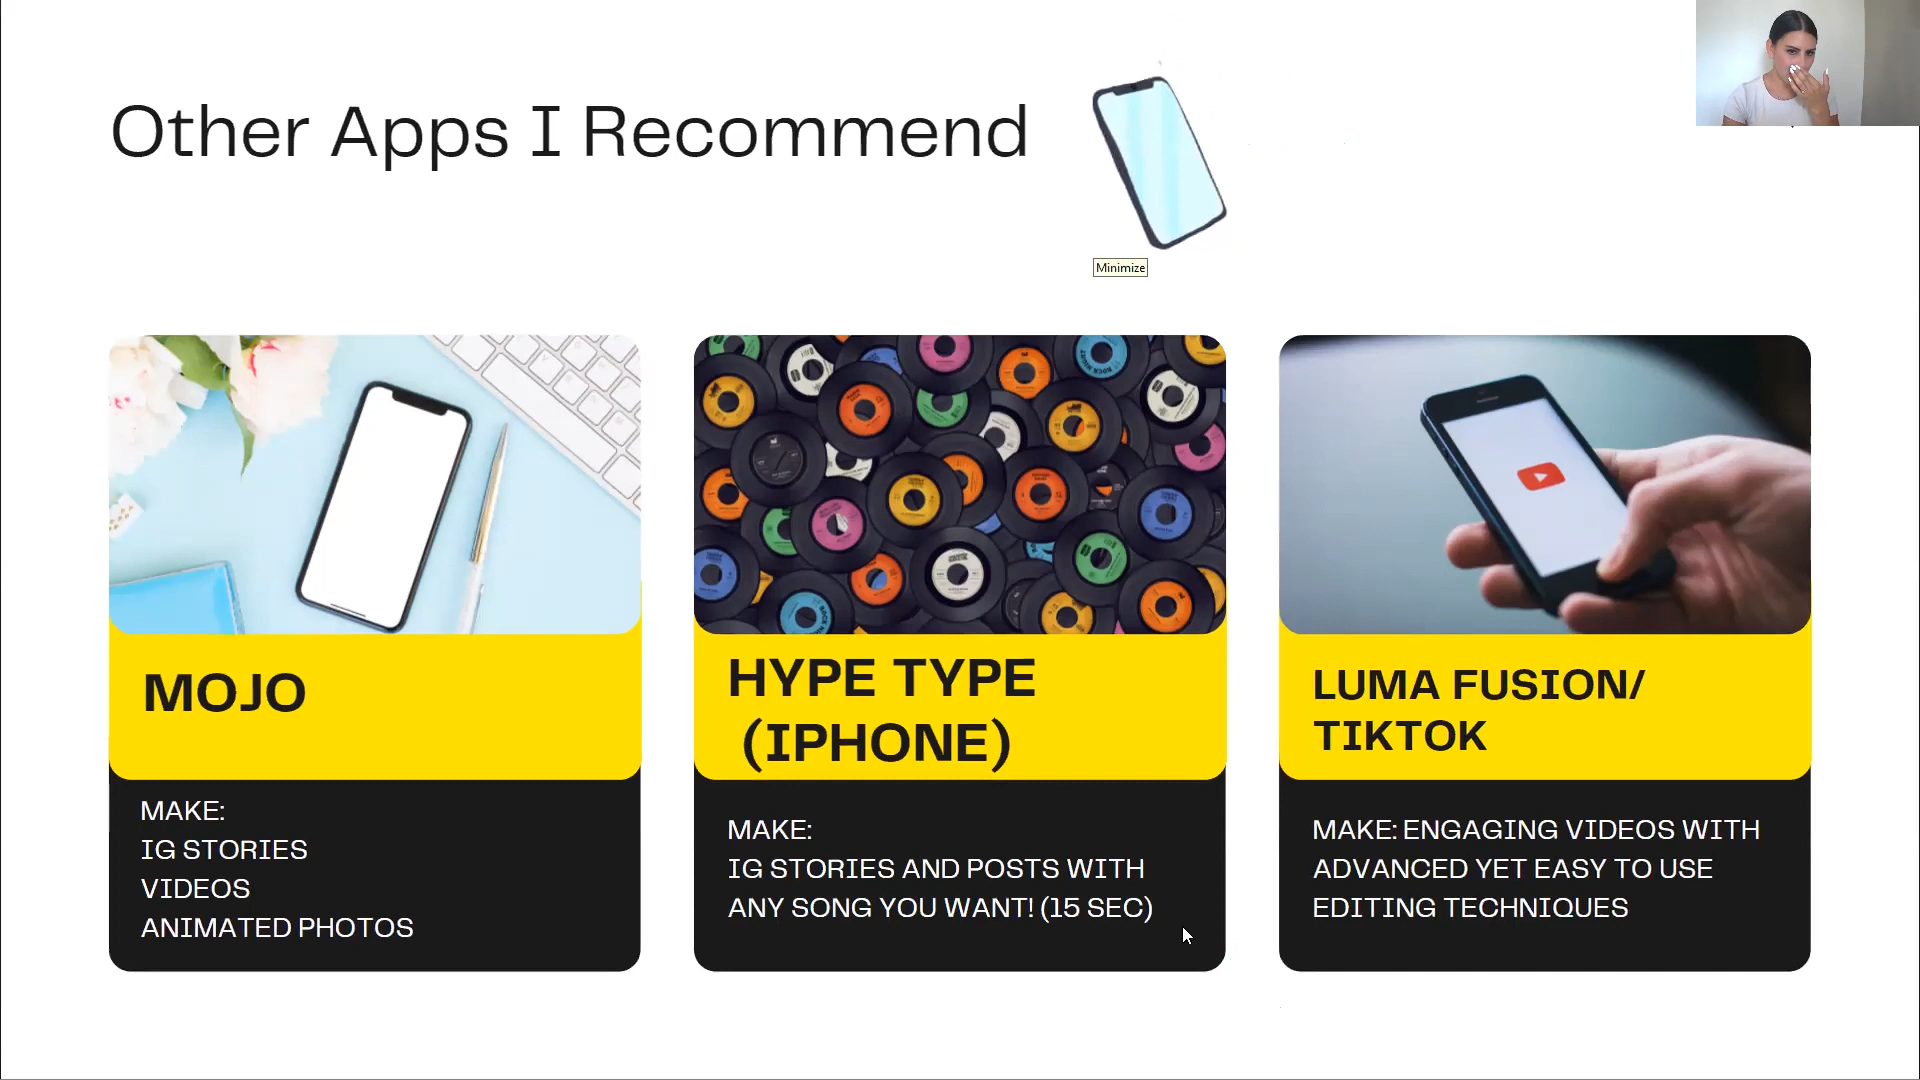 Other Apps I Recommend
Minimize
MOJO
MAKE:
IG STORIES
VIDEOS
ANIMATED PHOTOS
HYPE TYPE
(IPHONE)
MAKE:
IG STORIES AND POSTS WITH
ANY SONG YOU WANT! (15 SEC)
LUMA FUSION/
TIKTOK
MAKE: ENGAGING VIDEOS WITH
ADVANCED YET EASY TO USE
EDITING TECHNIQUES